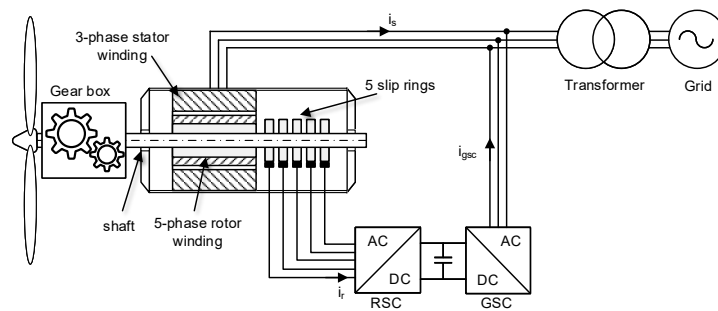 3-phase stator
winding
i_s
5 slip rings
Transformer
Grid
Gear box
i_gsc
shaft
5-phase rotor
winding
AC
DC
AC
DC
i_r
RSC
GSC